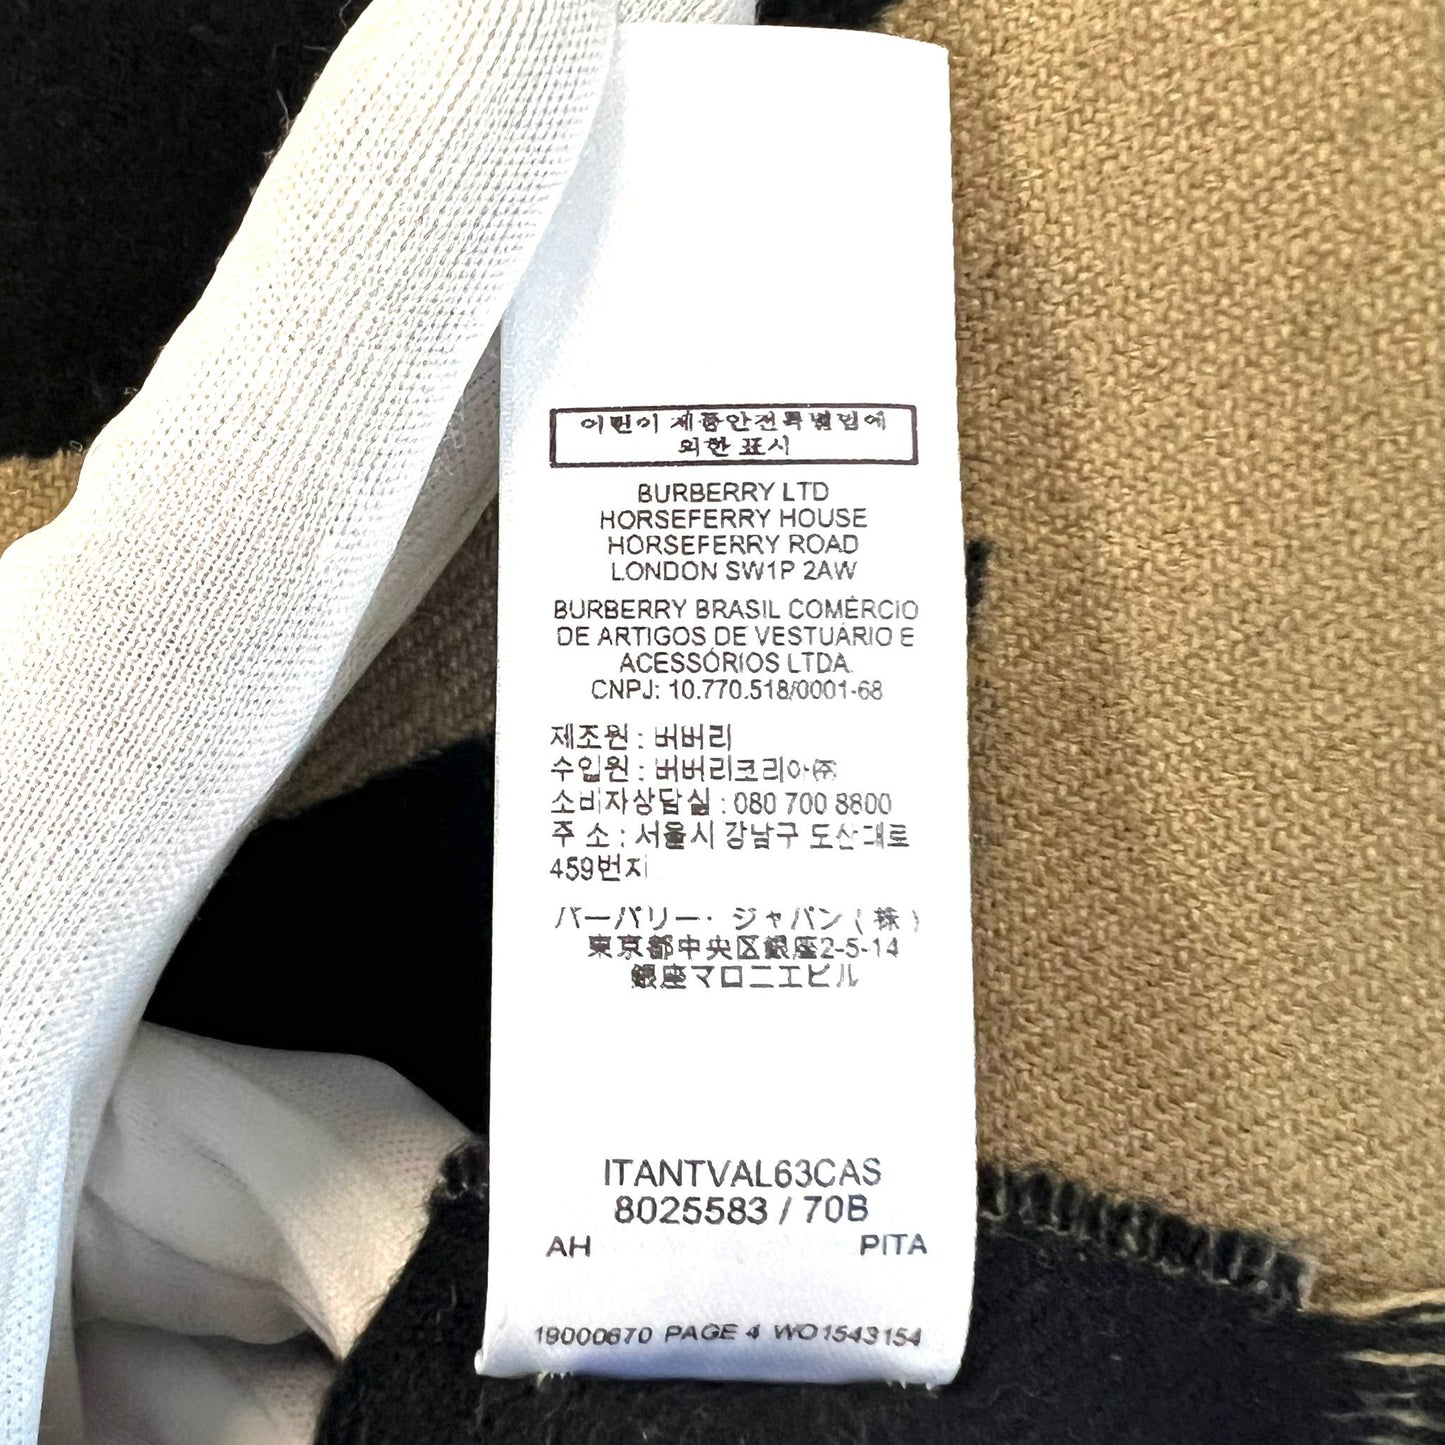 어린이 제품안전특별법에
의한 표시
BURBERRY LTD
HORSEFERRY HOUSE
HORSEFERRY ROAD
LONDON SW1P 2AW
BURBERRY BRASIL COMÉRCIO
DE ARTIGOS DE VESTUÁRIO E
ACESSÓRIOS LTDA.
CNPJ: 10.770.518/0001-68
제조원 : 버버리
수입원 : 버버리코리아㈜
소비자상담실 : 080 700 8800
주 소 : 서울시 강남구 도산대로
459번지
バーバリー・ジャパン(株)
東京都中央区銀座2-5-14
銀座マロニエビル
ITANTVAL63CAS
8025583 / 70B
AH PITA
19000670 PAGE 4 WO1543154